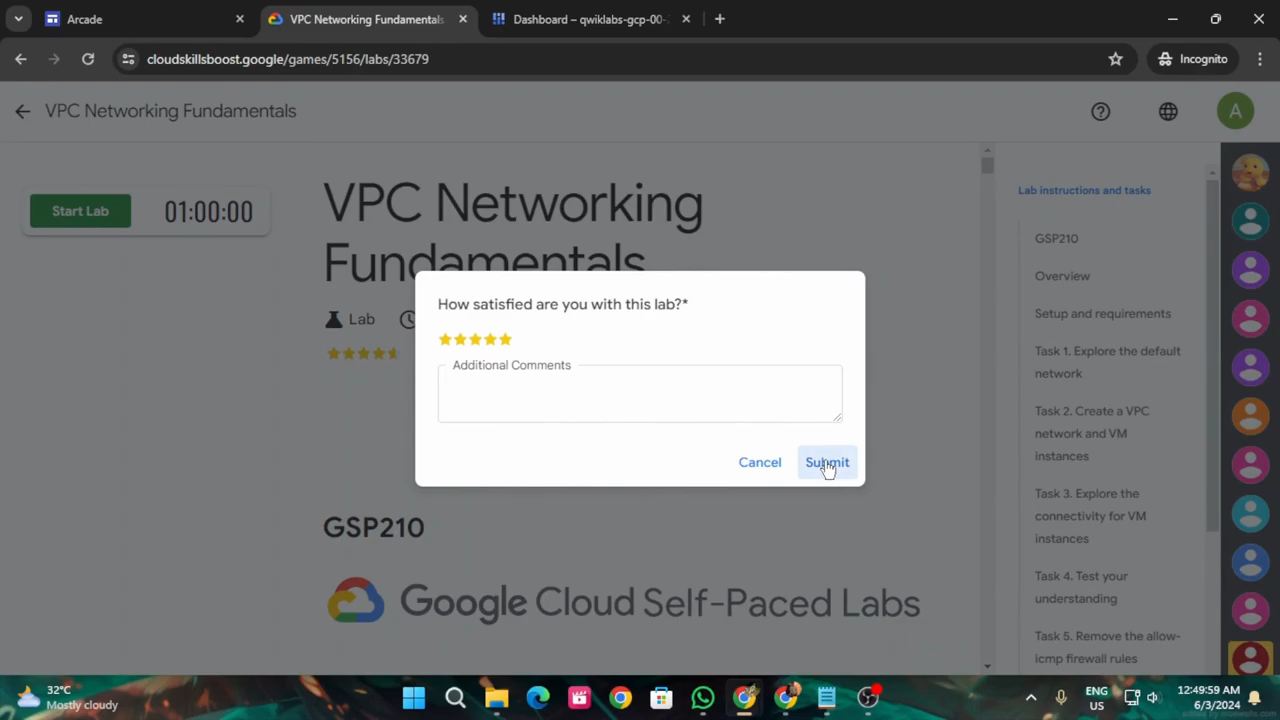 Arcade
VPC Networking Fundamentals
Dashboard – qwiklabs-gcp-00-
cloudskillsboost.google/games/5156/labs/33679
Incognito
VPC Networking Fundamentals
A
Start Lab
01:00:00
VPC Networking
Fundamentals
Lab
How satisfied are you with this lab?*
Additional Comments
Cancel
Submit
GSP210
Google Cloud Self-Paced Labs
Lab instructions and tasks
GSP210
Overview
Setup and requirements
Task 1. Explore the default
network
Task 2. Create a VPC
network and VM
instances
Task 3. Explore the
connectivity for VM
instances
Task 4. Test your
understanding
Task 5. Remove the allow-
icmp firewall rules
32°C
Mostly cloudy
ENG
US
12:49:59 AM
6/3/2024